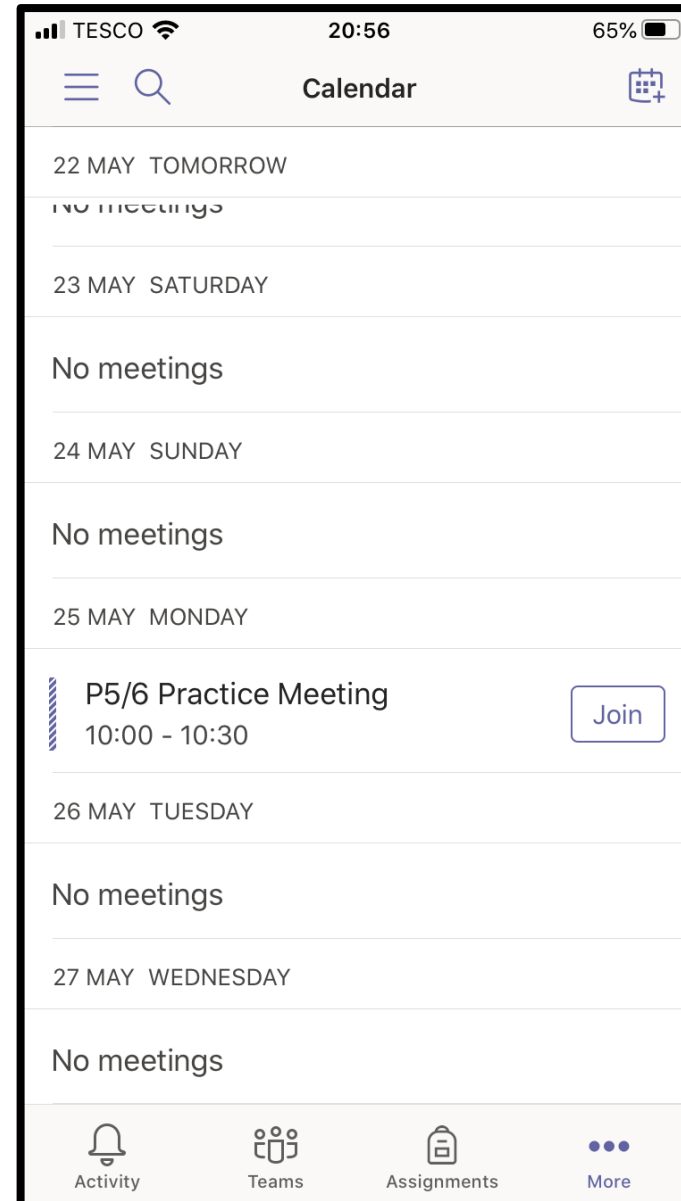 TESCO 20:56 65%
Calendar
22 MAY TOMORROW
No meetings
23 MAY SATURDAY
No meetings
24 MAY SUNDAY
No meetings
25 MAY MONDAY
P5/6 Practice Meeting
Join
10:00 - 10:30
26 MAY TUESDAY
No meetings
27 MAY WEDNESDAY
No meetings
Activity Teams Assignments More